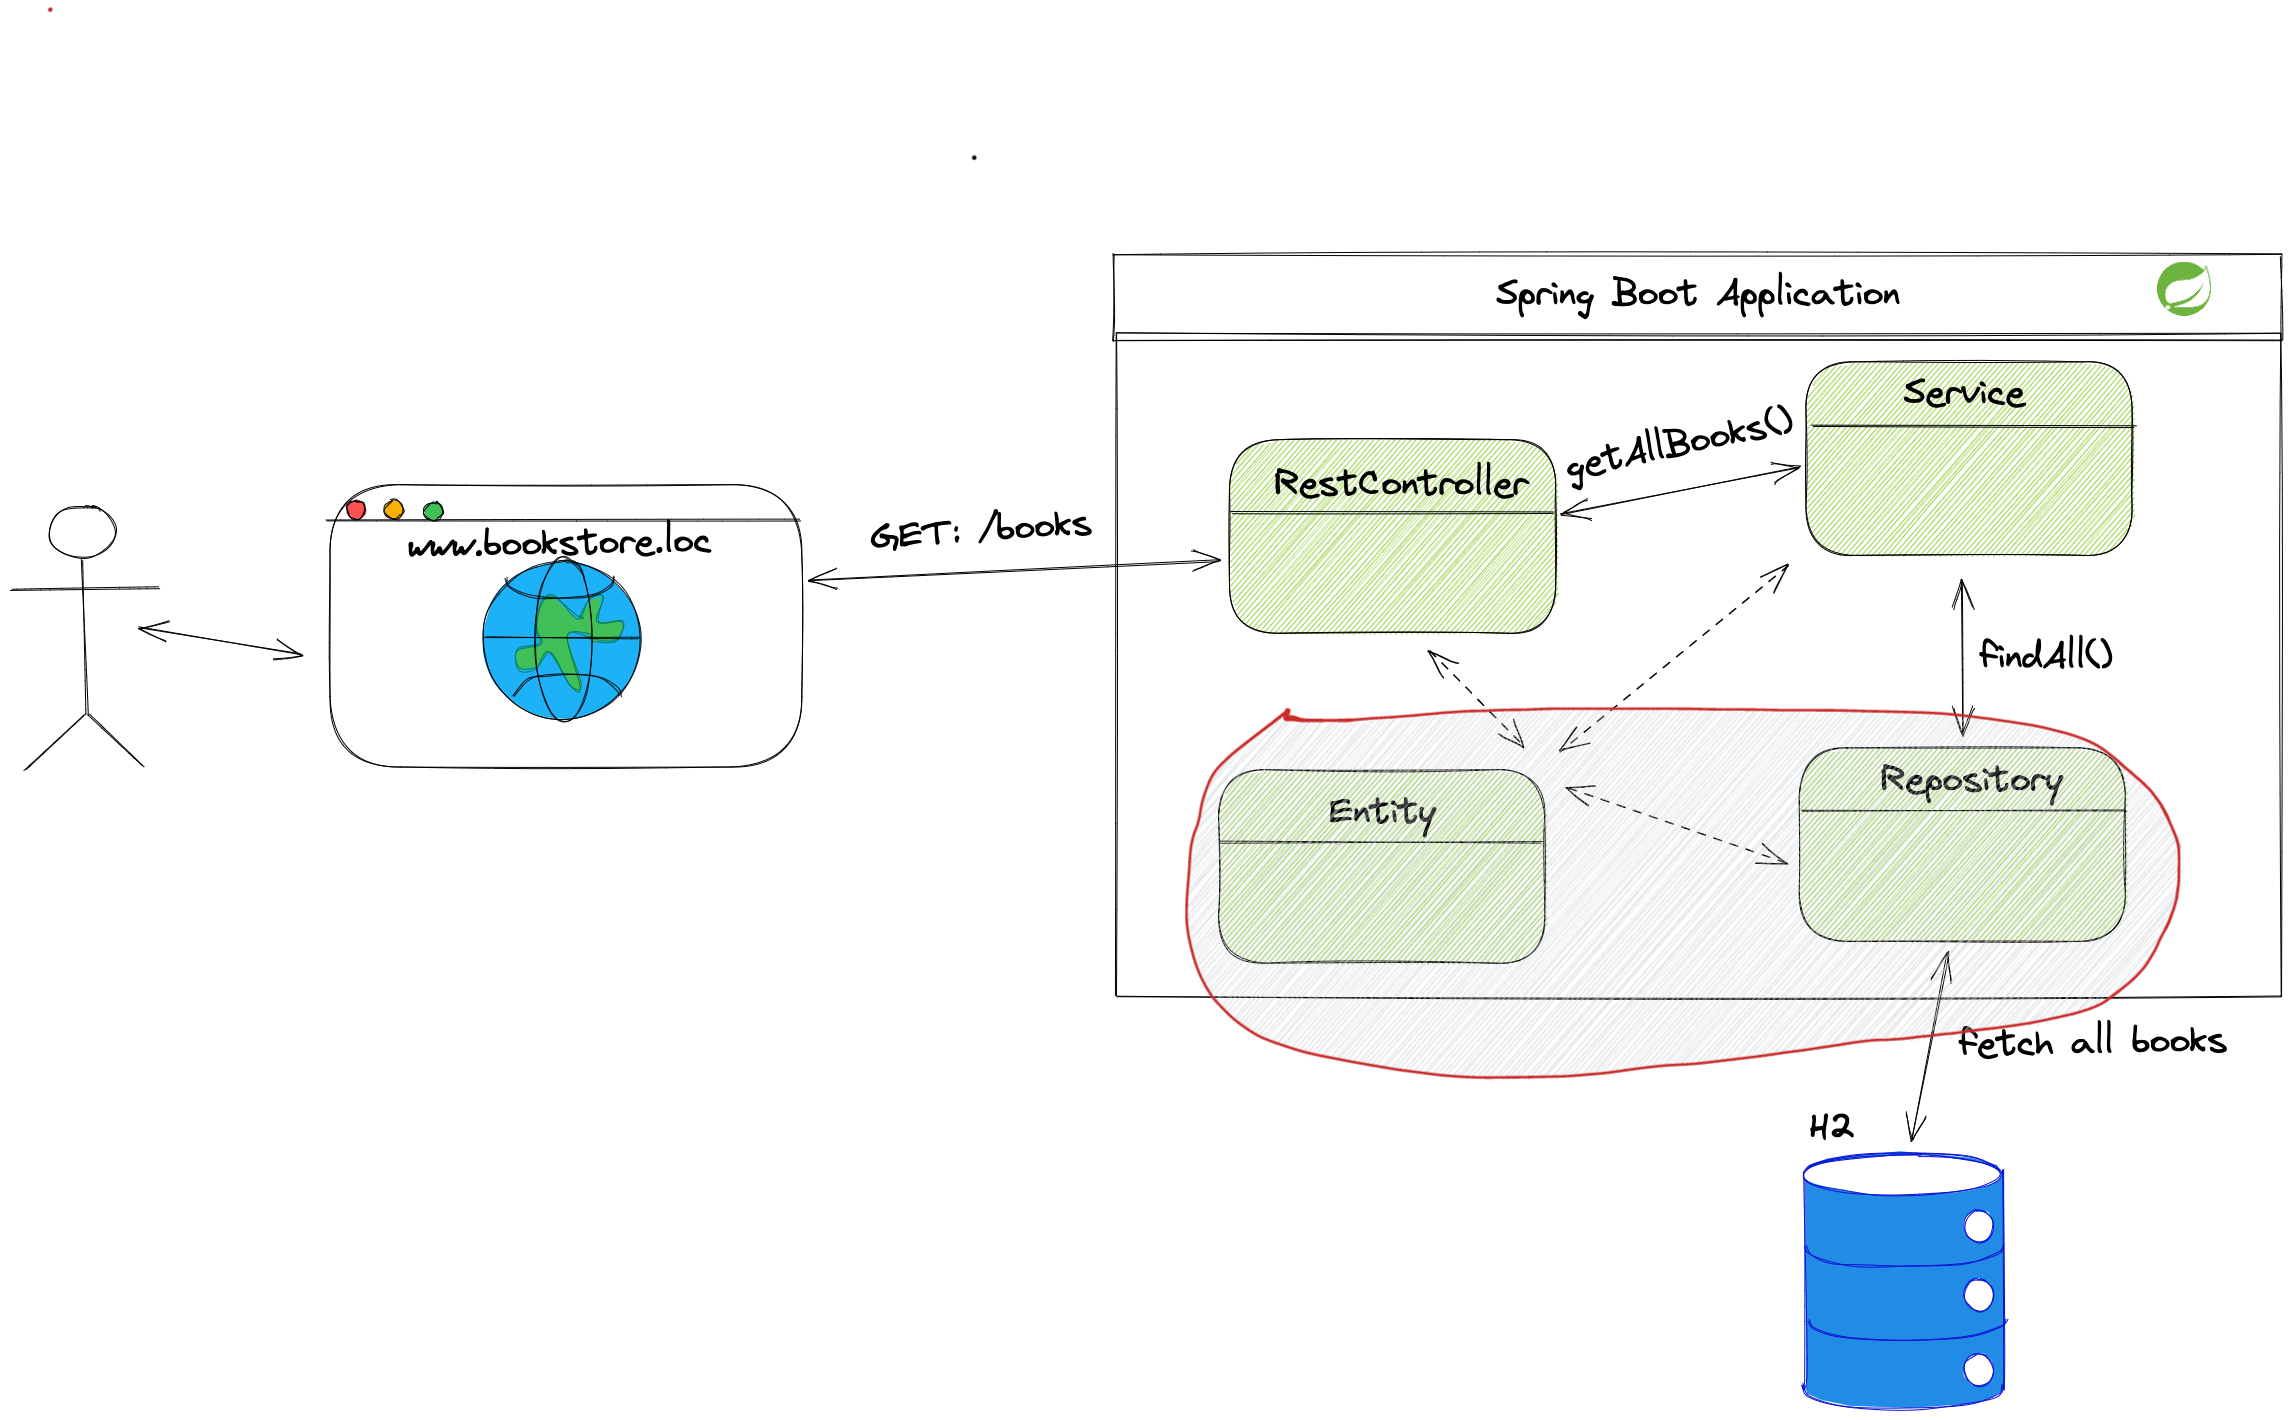 Spring Boot Application
Service
getAllBooks()
RestController
GET: /books
www.bookstore.loc
findAll()
Repository
Entity
fetch all books
H2